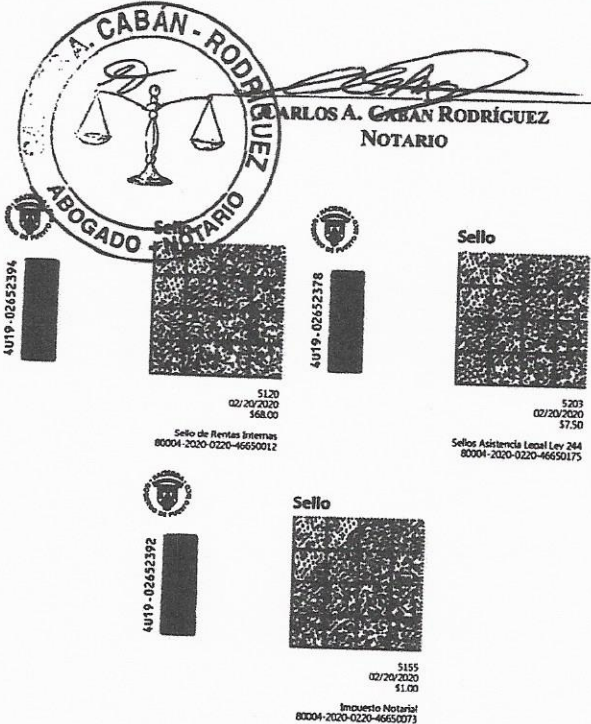 A. CABÁN - RODRÍGUEZ
ABOGADO - NOTARIO
CARLOS A. CABÁN RODRÍGUEZ
NOTARIO
4U19-02652394
Sello
5120
02/20/2020
$68.00
Sello de Rentas Internas
80004-2020-0220-46650012
4U19-02652378
Sello
5203
02/20/2020
$7.50
Sellos Asistencia Legal Ley 244
80004-2020-0220-46650175
4U19-02652392
Sello
5155
02/20/2020
$1.00
Impuesto Notarial
80004-2020-0220-46650073